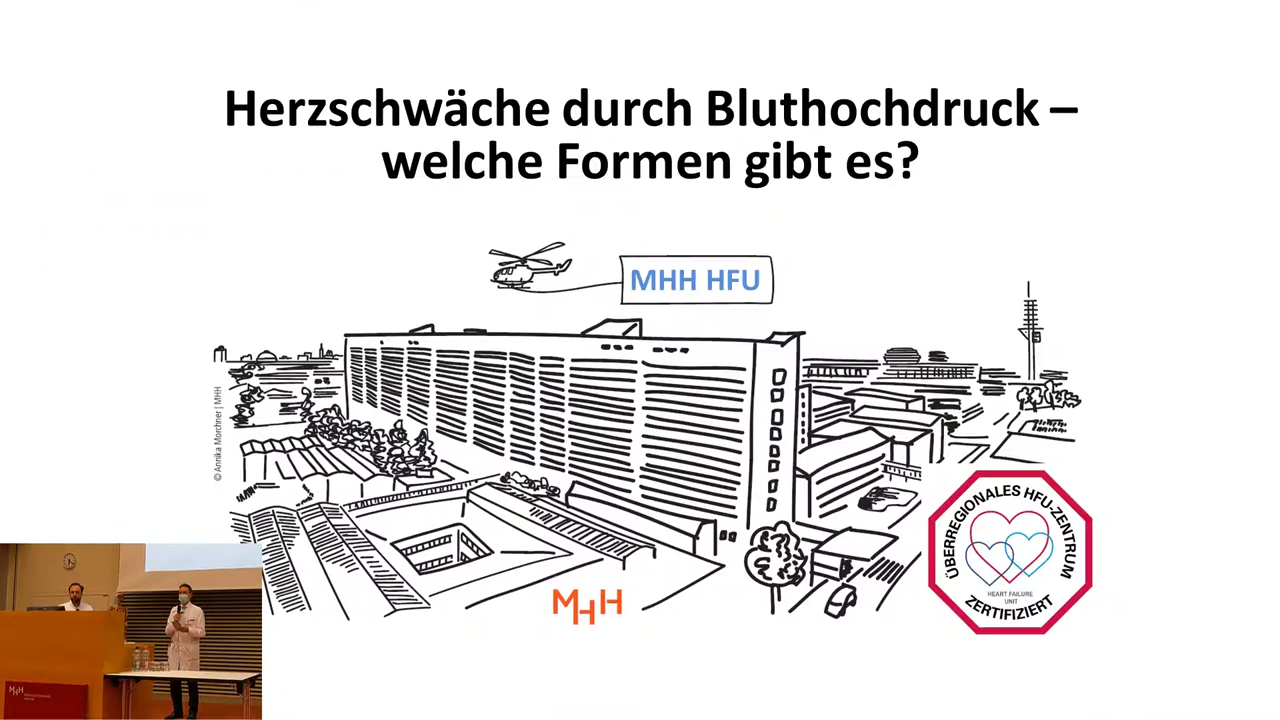 Herzschwäche durch Bluthochdruck –
welche Formen gibt es?
MHH HFU
© Annika Morchner | MHH
ÜBERREGIONALES HFU-ZENTRUM
HEART FAILURE
UNIT
ZERTIFIZIERT
MHH
MHH